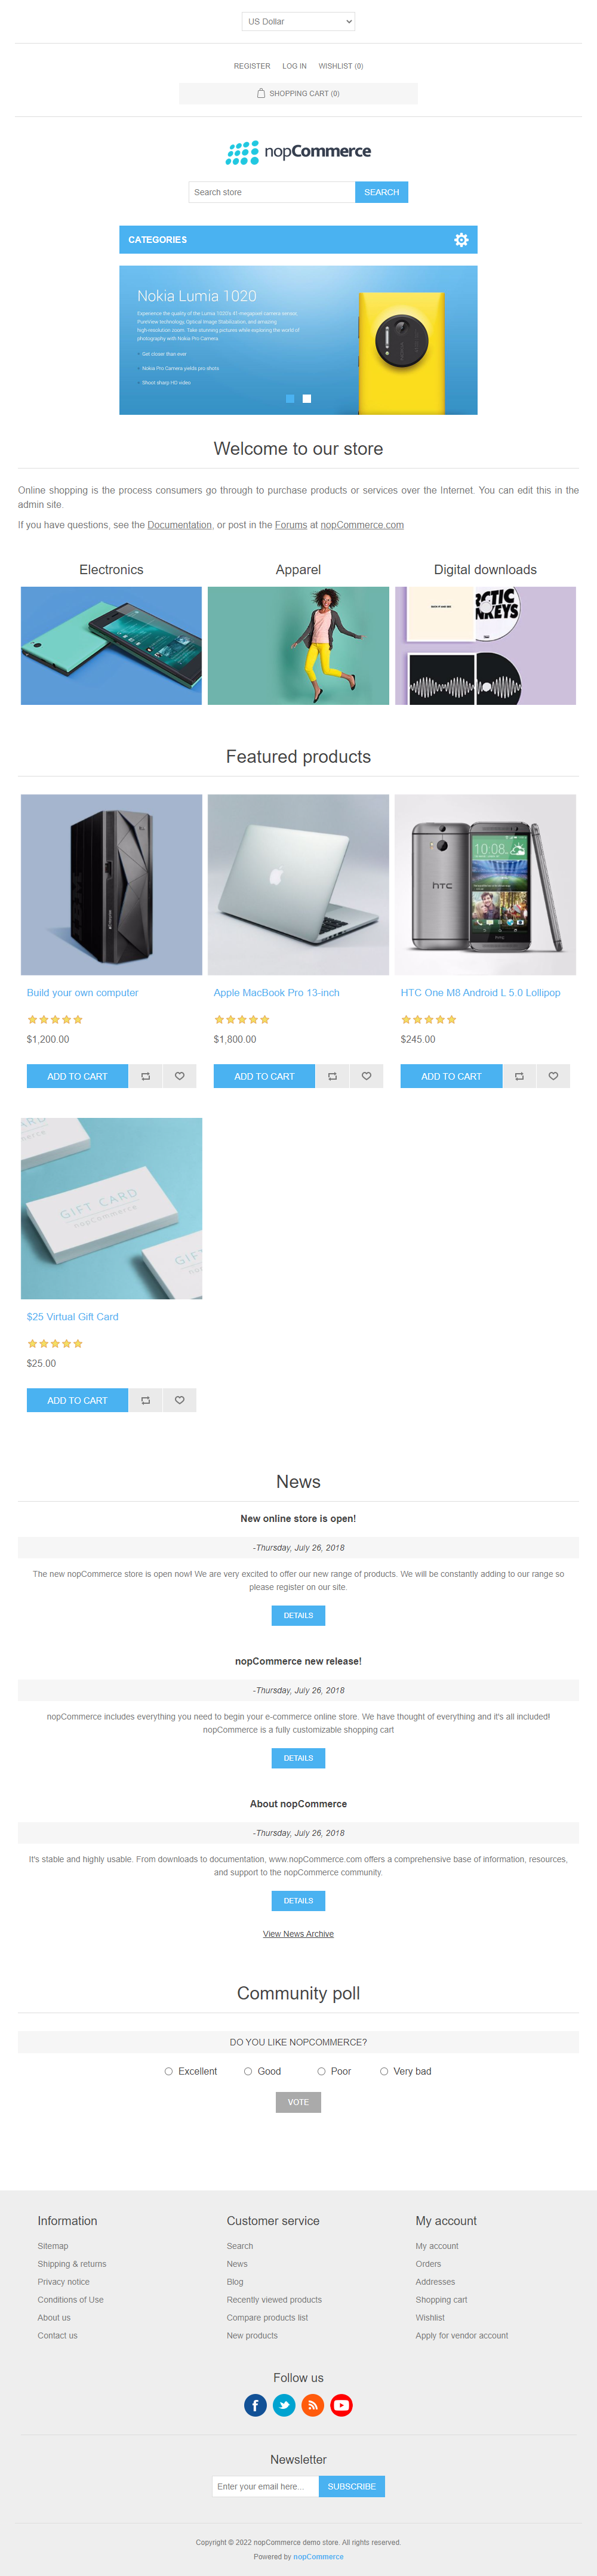 US Dollar
REGISTER LOG IN WISHLIST (0)
SHOPPING CART (0)
nopCommerce
Search store SEARCH
CATEGORIES
Nokia Lumia 1020
Experience the quality of the Lumia 1020's 41-megapixel camera sensor,
PureView technology, Optical Image Stabilization, and amazing
high-resolution zoom. Take stunning pictures while exploring the world of
photography with Nokia Pro Camera.
• Get closer than ever
• Nokia Pro Camera yields pro shots
• Shoot sharp HD video
Welcome to our store
Online shopping is the process consumers go through to purchase products or services over the Internet. You can edit this in the
admin site.
If you have questions, see the Documentation, or post in the Forums at nopCommerce.com
Electronics Apparel Digital downloads
Featured products
hTC
10:08
GIFT CARD
nopCommerce
Build your own computer Apple MacBook Pro 13-inch HTC One M8 Android L 5.0 Lollipop
$1,200.00 $1,800.00 $245.00
ADD TO CART ADD TO CART ADD TO CART
$25 Virtual Gift Card
$25.00
ADD TO CART
News
New online store is open!
-Thursday, July 26, 2018
The new nopCommerce store is open now! We are very excited to offer our new range of products. We will be constantly adding to our range so
please register on our site.
DETAILS
nopCommerce new release!
-Thursday, July 26, 2018
nopCommerce includes everything you need to begin your e-commerce online store. We have thought of everything and it's all included!
nopCommerce is a fully customizable shopping cart
DETAILS
About nopCommerce
-Thursday, July 26, 2018
It's stable and highly usable. From downloads to documentation, www.nopCommerce.com offers a comprehensive base of information, resources,
and support to the nopCommerce community.
DETAILS
View News Archive
Community poll
DO YOU LIKE NOPCOMMERCE?
Excellent Good Poor Very bad
VOTE
Information Customer service My account
Sitemap Search My account
Shipping & returns News Orders
Privacy notice Blog Addresses
Conditions of Use Recently viewed products Shopping cart
About us Compare products list Wishlist
Contact us New products Apply for vendor account
Follow us
Newsletter
Enter your email here... SUBSCRIBE
Copyright © 2022 nopCommerce demo store. All rights reserved.
Powered by nopCommerce